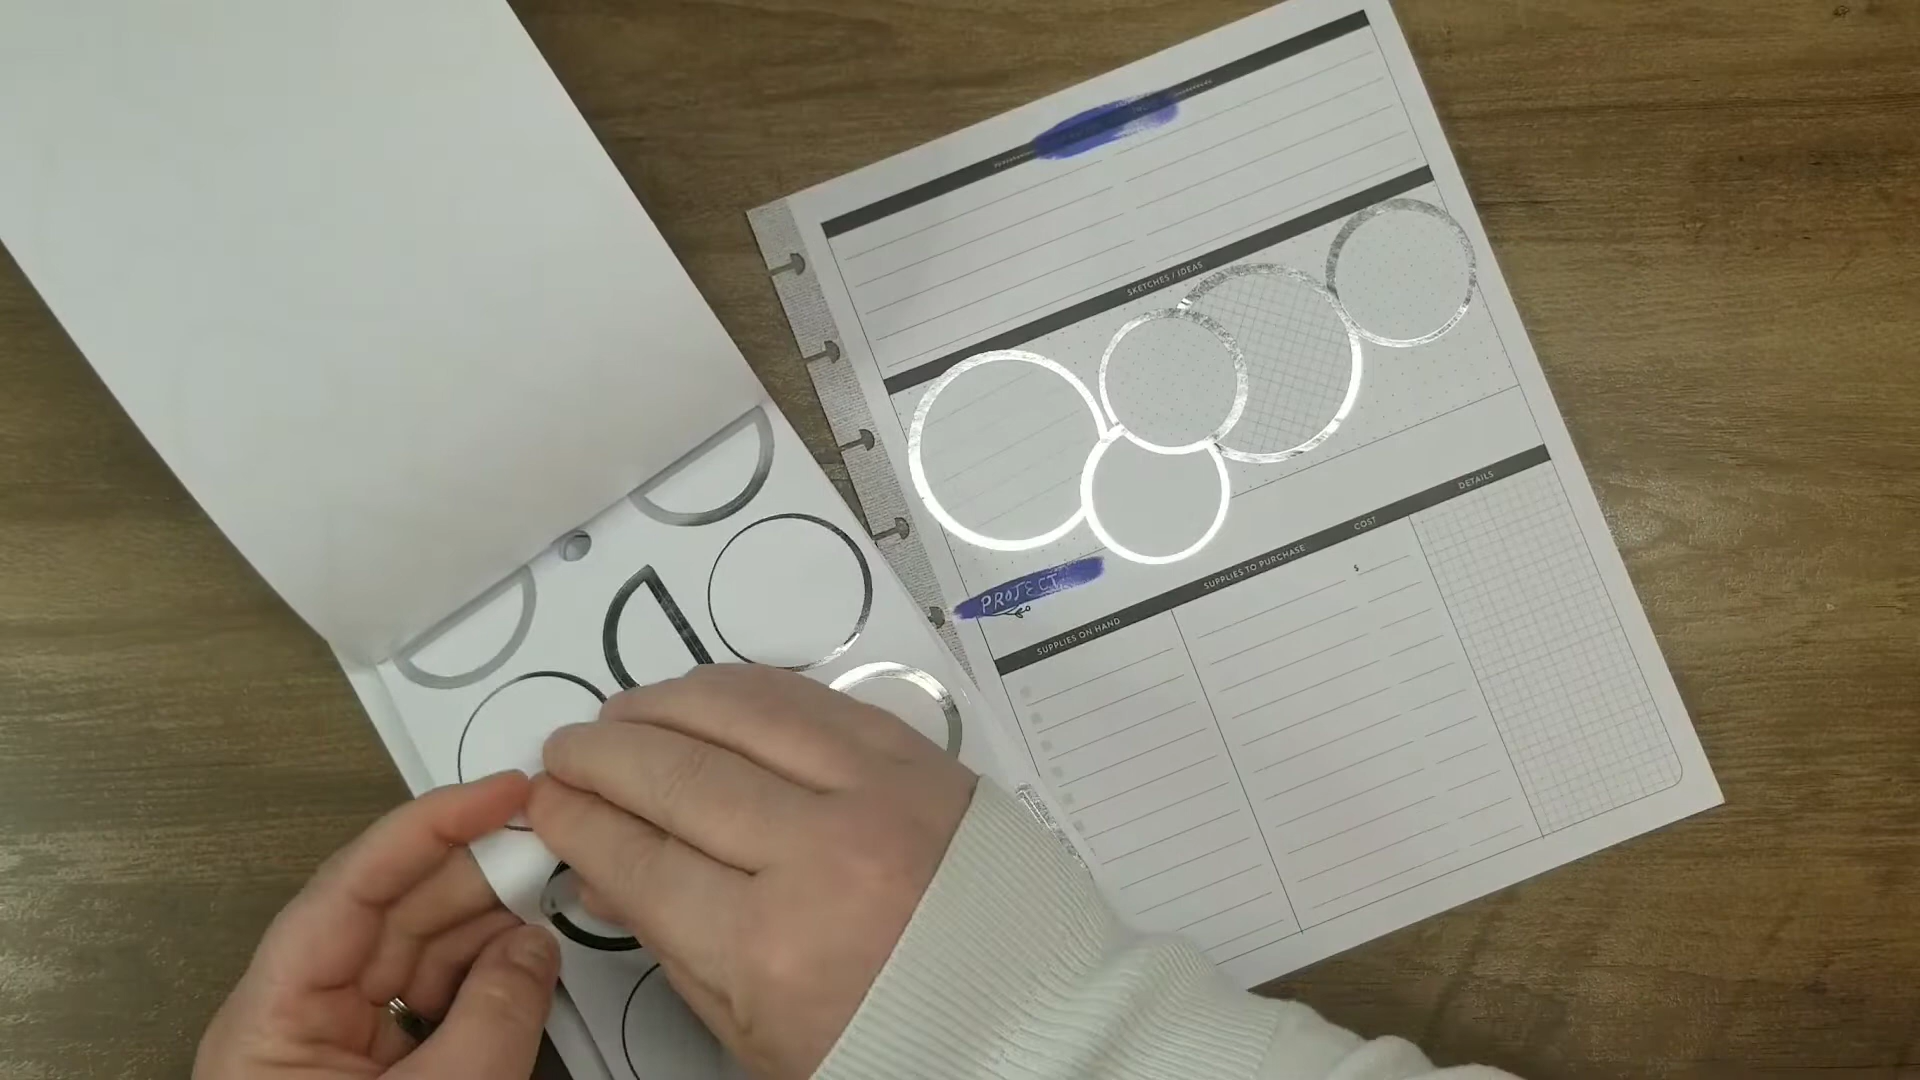 SKETCHES / IDEAS
PROJECT
SUPPLIES ON HAND
SUPPLIES TO PURCHASE
COST
DETAILS
$